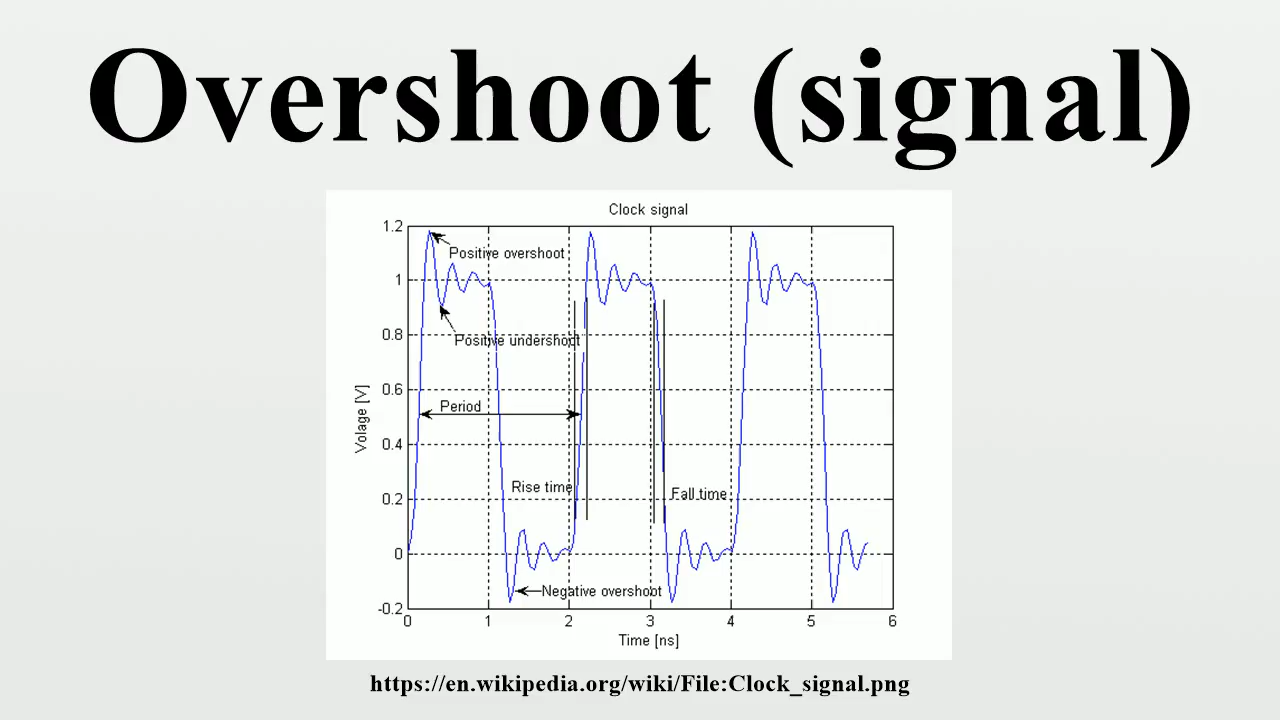 Overshoot (signal)
Clock signal
1.2
Positive overshoot
1
0.8
Positive undershoot
0.6
Period
Volage [V]
0.4
Rise time
Fall time
0.2
0
Negative overshoot
-0.2
0 1 2 3 4 5 6
Time [ns]
https://en.wikipedia.org/wiki/File:Clock_signal.png